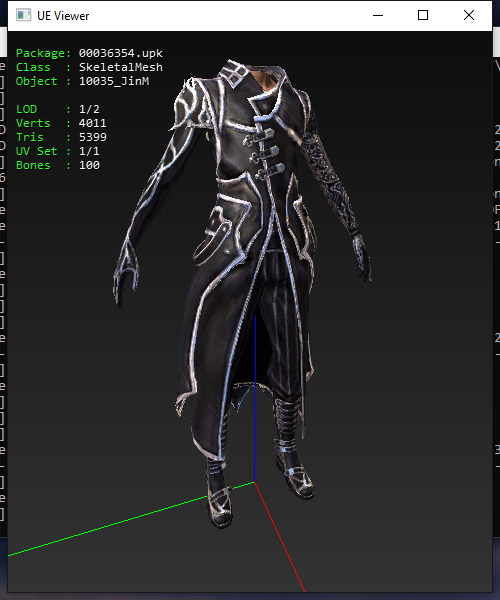 UE Viewer
Package: 00036354.upk
Class : SkeletalMesh
Object : 10035_JinM
LOD : 1/2
Verts : 4011
Tris : 5399
UV Set : 1/1
Bones : 100